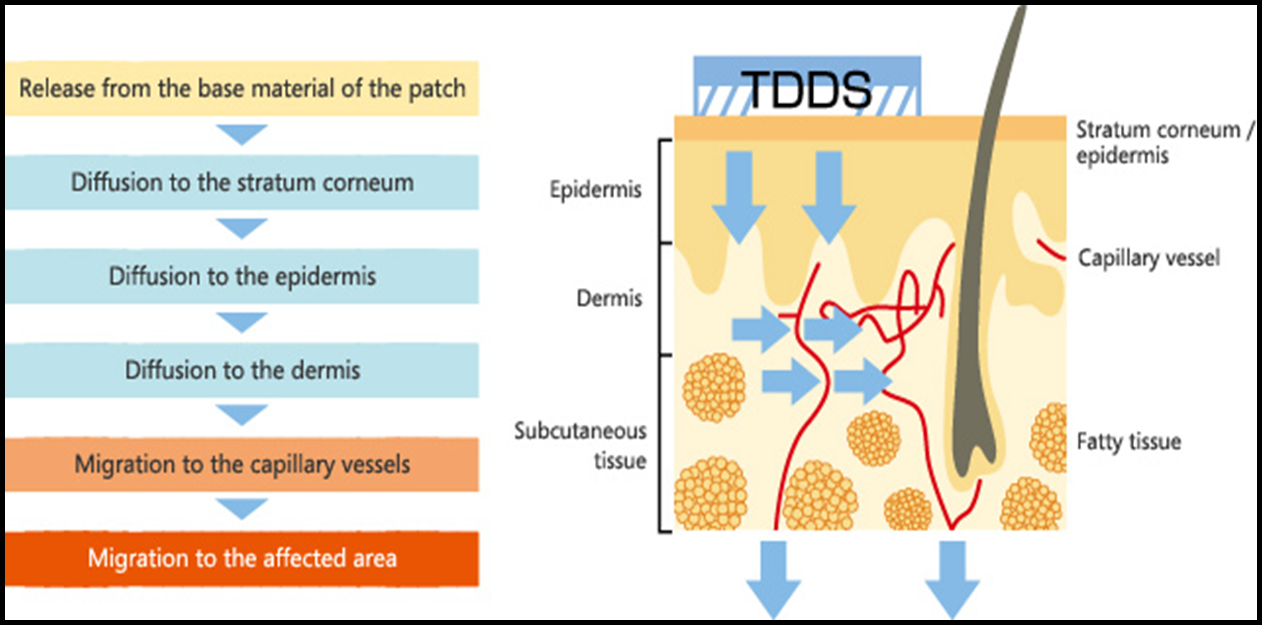 Release from the base material of the patch
Diffusion to the stratum corneum
Diffusion to the epidermis
Diffusion to the dermis
Migration to the capillary vessels
Migration to the affected area
TDDS
Epidermis
Dermis
Subcutaneous
tissue
Stratum corneum /
epidermis
Capillary vessel
Fatty tissue